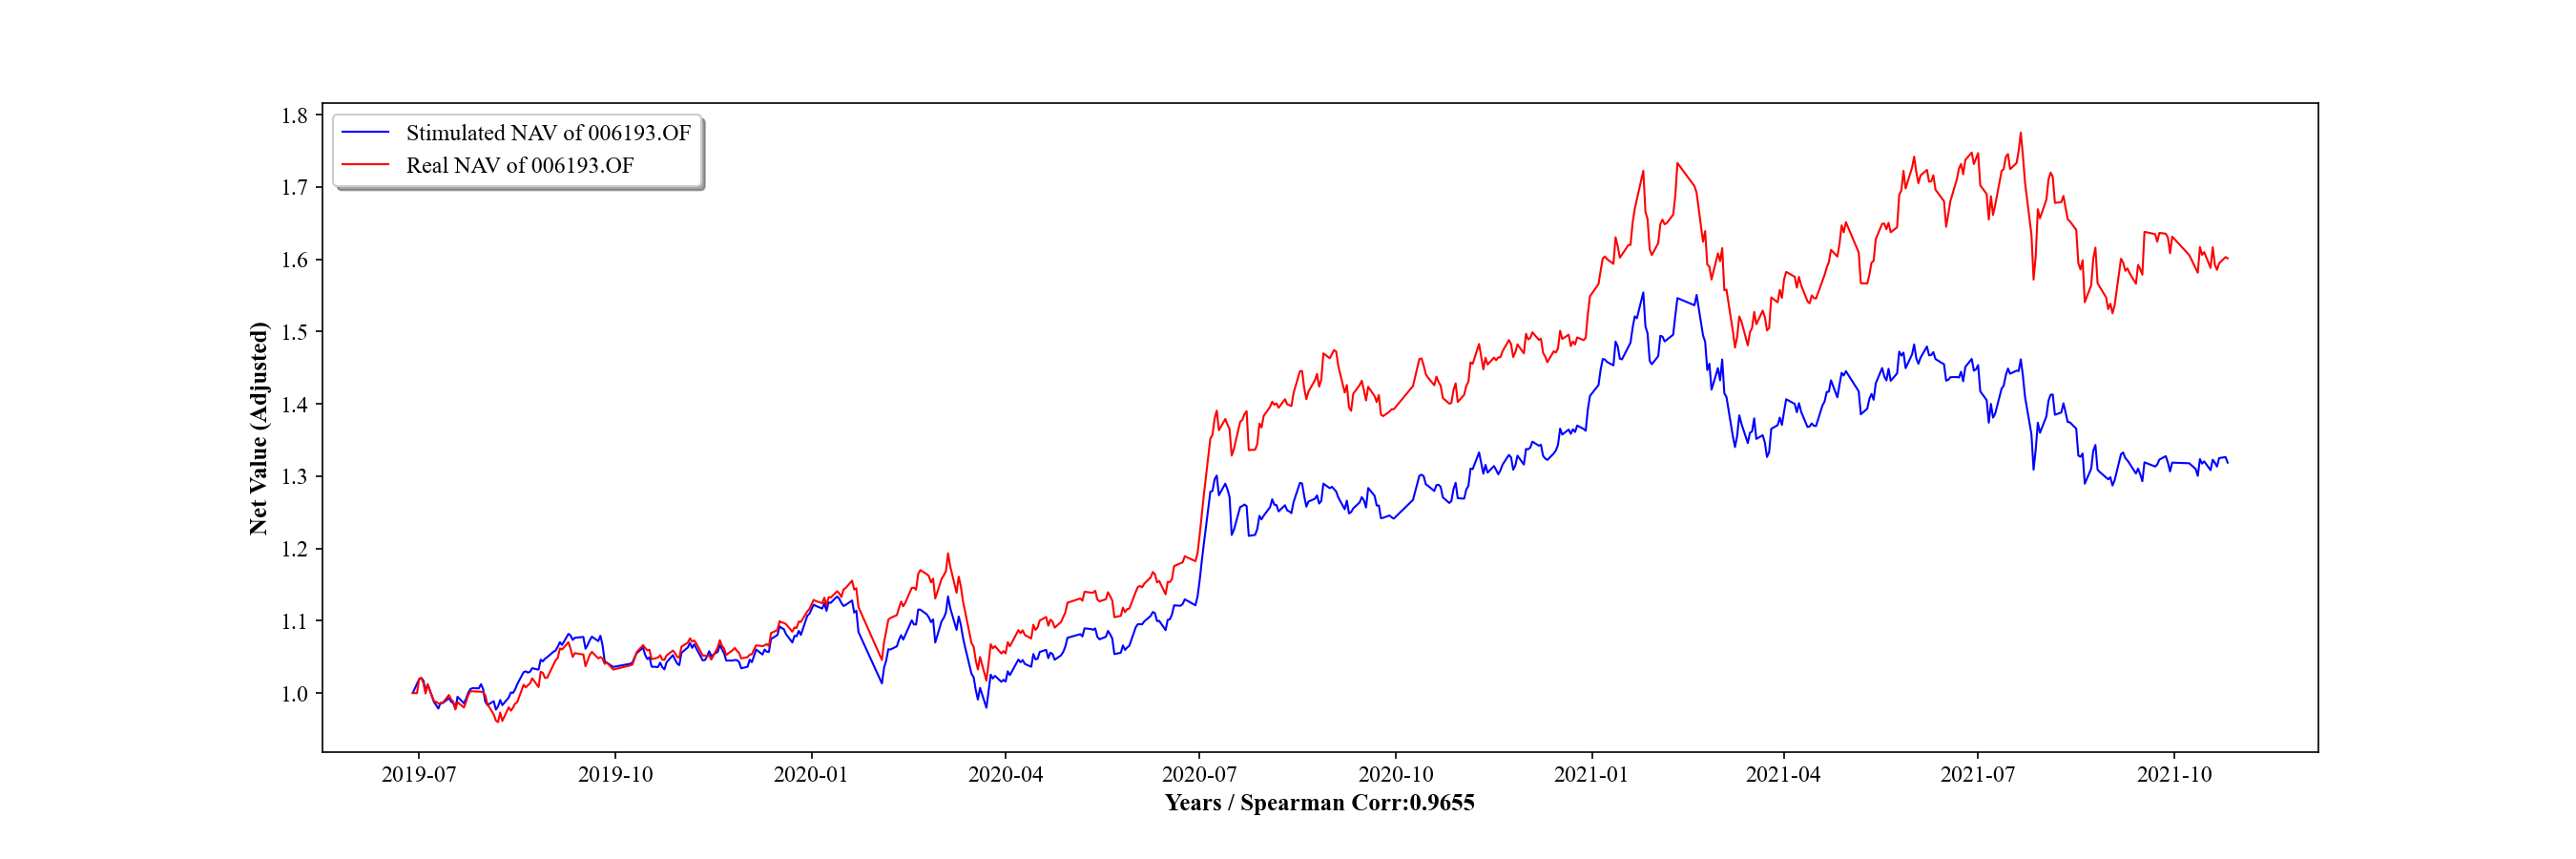 Stimulated NAV of 006193.OF
Real NAV of 006193.OF
Net Value (Adjusted)
1.8
1.7
1.6
1.5
1.4
1.3
1.2
1.1
1.0
2019-07 2019-10 2020-01 2020-04 2020-07 2020-10 2021-01 2021-04 2021-07 2021-10
Years / Spearman Corr:0.9655